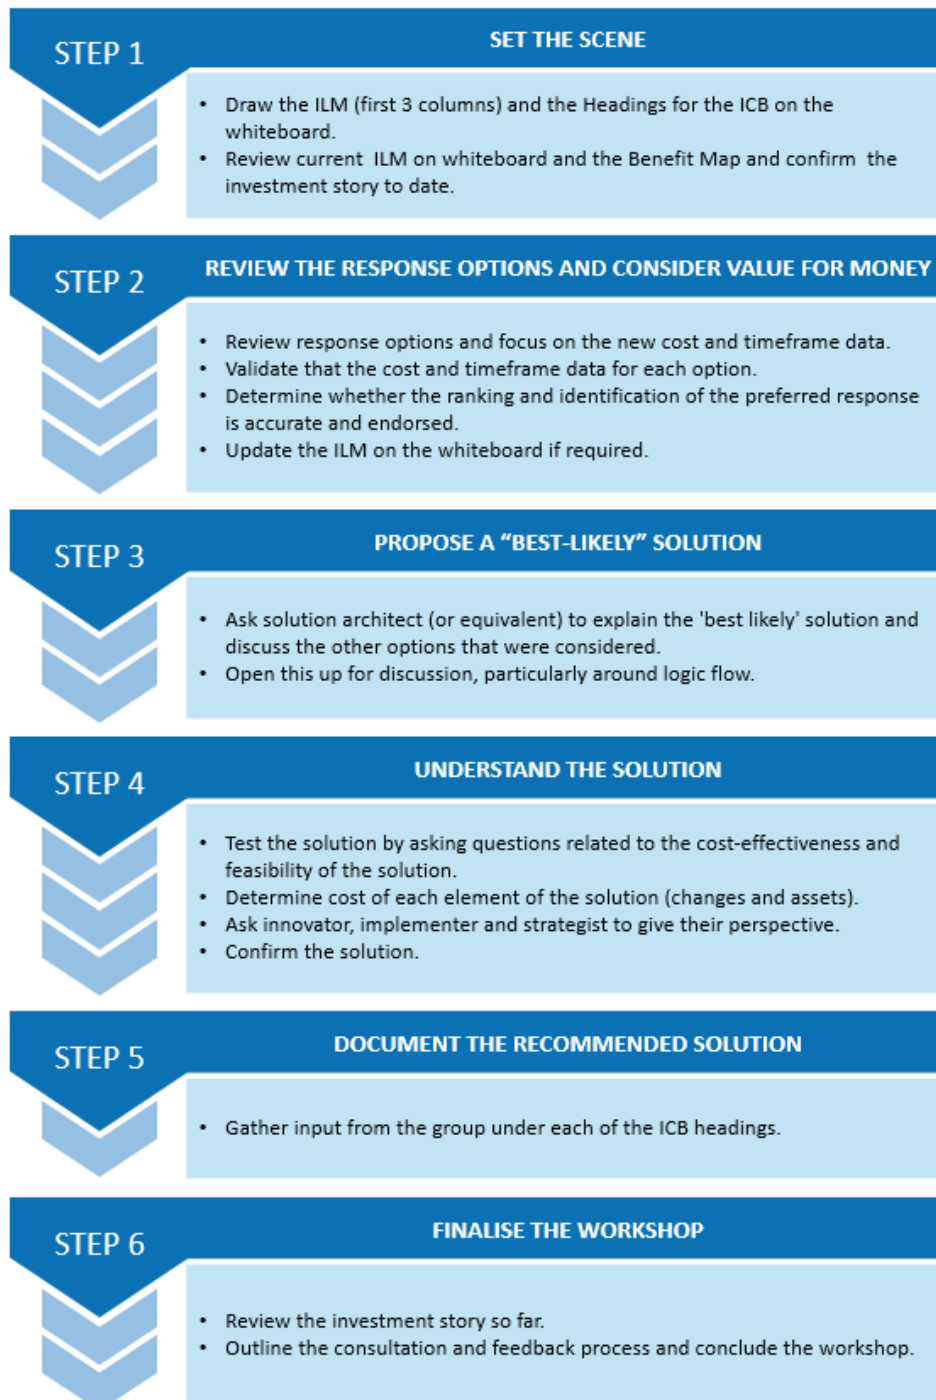 STEP 1
SET THE SCENE
• Draw the ILM (first 3 columns) and the Headings for the ICB on the
whiteboard.
• Review current ILM on whiteboard and the Benefit Map and confirm the
investment story to date.
STEP 2
REVIEW THE RESPONSE OPTIONS AND CONSIDER VALUE FOR MONEY
• Review response options and focus on the new cost and timeframe data.
• Validate that the cost and timeframe data for each option.
• Determine whether the ranking and identification of the preferred response
is accurate and endorsed.
• Update the ILM on the whiteboard if required.
STEP 3
PROPOSE A “BEST-LIKELY” SOLUTION
• Ask solution architect (or equivalent) to explain the 'best likely' solution and
discuss the other options that were considered.
• Open this up for discussion, particularly around logic flow.
STEP 4
UNDERSTAND THE SOLUTION
• Test the solution by asking questions related to the cost-effectiveness and
feasibility of the solution.
• Determine cost of each element of the solution (changes and assets).
• Ask innovator, implementer and strategist to give their perspective.
• Confirm the solution.
STEP 5
DOCUMENT THE RECOMMENDED SOLUTION
• Gather input from the group under each of the ICB headings.
STEP 6
FINALISE THE WORKSHOP
• Review the investment story so far.
• Outline the consultation and feedback process and conclude the workshop.